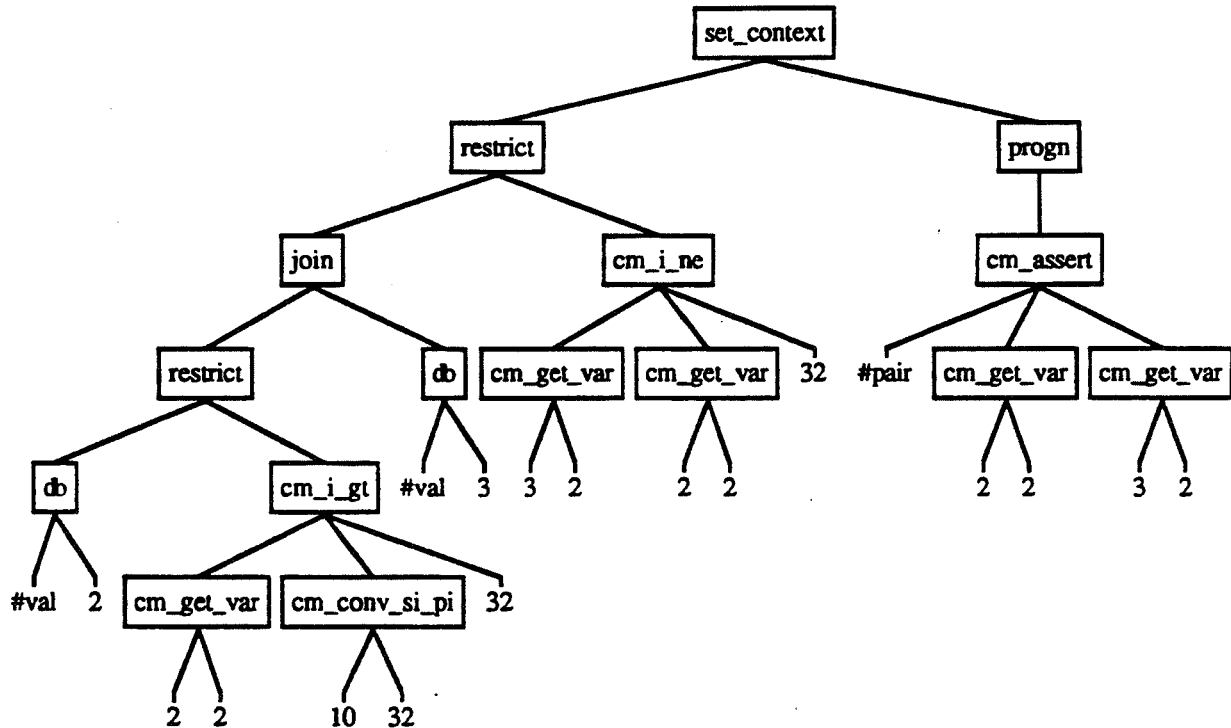 set_context
restrict progn
join cm_i_ne cm_assert
restrict db cm_get_var cm_get_var 32 #pair cm_get_var cm_get_var
db cm_i_gt #val 3 3 2 2 2 2 2 3 2
#val 2 cm_get_var cm_conv_si_pi 32
2 2 10 32